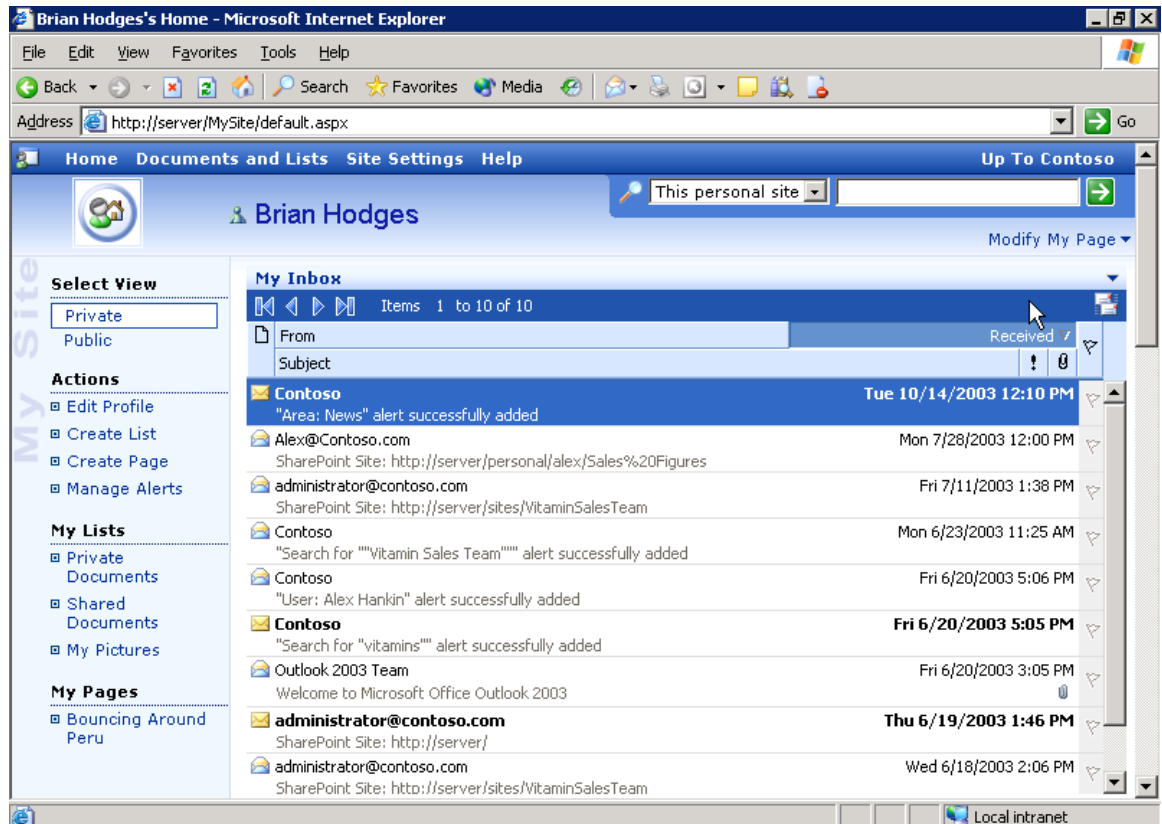 Brian Hodges's Home - Microsoft Internet Explorer
File Edit View Favorites Tools Help
Back Search Favorites Media
Address http://server/MySite/default.aspx Go
Home Documents and Lists Site Settings Help Up To Contoso
This personal site
Brian Hodges
Modify My Page
My Site
Select View
Private
Public
Actions
Edit Profile
Create List
Create Page
Manage Alerts
My Lists
Private
Documents
Shared
Documents
My Pictures
My Pages
Bouncing Around
Peru
My Inbox
Items 1 to 10 of 10
From Received
Subject !
Contoso Tue 10/14/2003 12:10 PM
"Area: News" alert successfully added
Alex@Contoso.com Mon 7/28/2003 12:00 PM
SharePoint Site: http://server/personal/alex/Sales%20Figures
administrator@contoso.com Fri 7/11/2003 1:38 PM
SharePoint Site: http://server/sites/VitaminSalesTeam
Contoso Mon 6/23/2003 11:25 AM
"Search for ""Vitamin Sales Team""" alert successfully added
Contoso Fri 6/20/2003 5:06 PM
"User: Alex Hankin" alert successfully added
Contoso Fri 6/20/2003 5:05 PM
"Search for "vitamins"" alert successfully added
Outlook 2003 Team Fri 6/20/2003 3:05 PM
Welcome to Microsoft Office Outlook 2003
administrator@contoso.com Thu 6/19/2003 1:46 PM
SharePoint Site: http://server/
administrator@contoso.com Wed 6/18/2003 2:06 PM
SharePoint Site: http://server/sites/VitaminSalesTeam
Local intranet